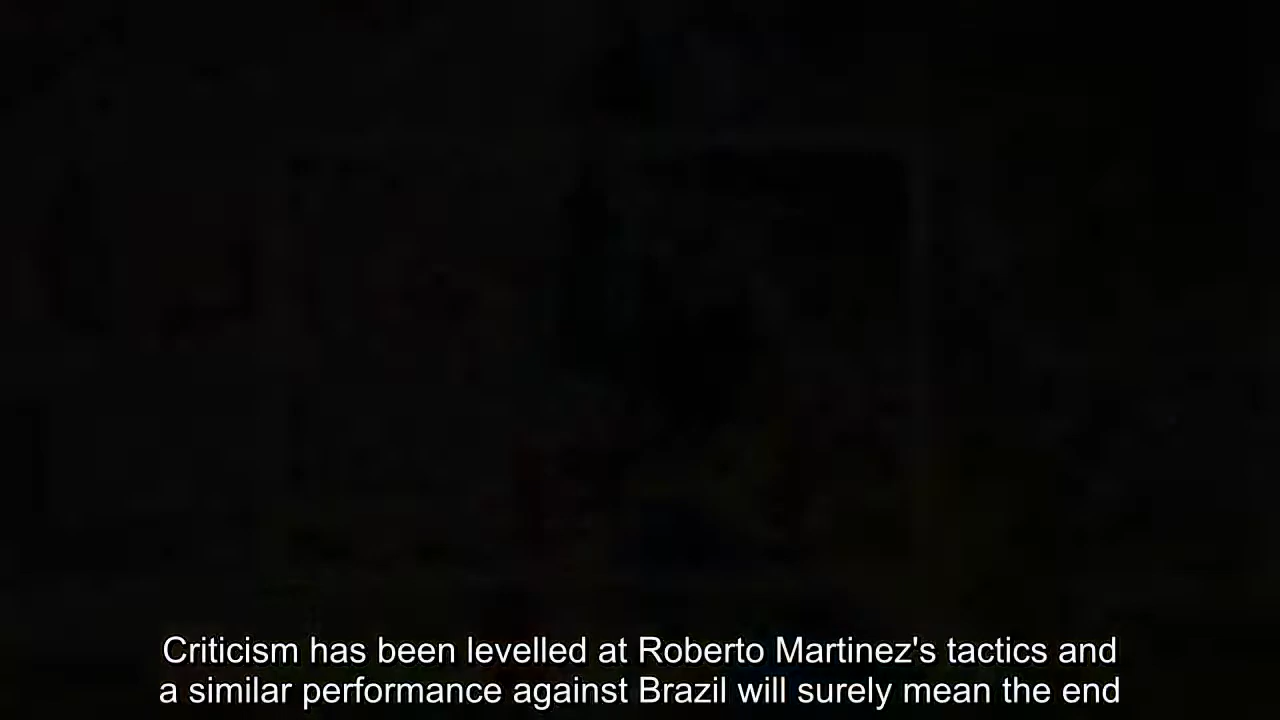 Criticism has been levelled at Roberto Martinez's tactics and
a similar performance against Brazil will surely mean the end